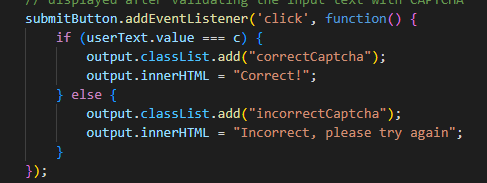 // displayed after validating the input text with CAPTCHA
submitButton.addEventListener('click', function() {
    if (userText.value === c) {
        output.classList.add("correctCaptcha");
        output.innerHTML = "Correct!";
    } else {
        output.classList.add("incorrectCaptcha");
        output.innerHTML = "Incorrect, please try again";
    }
});